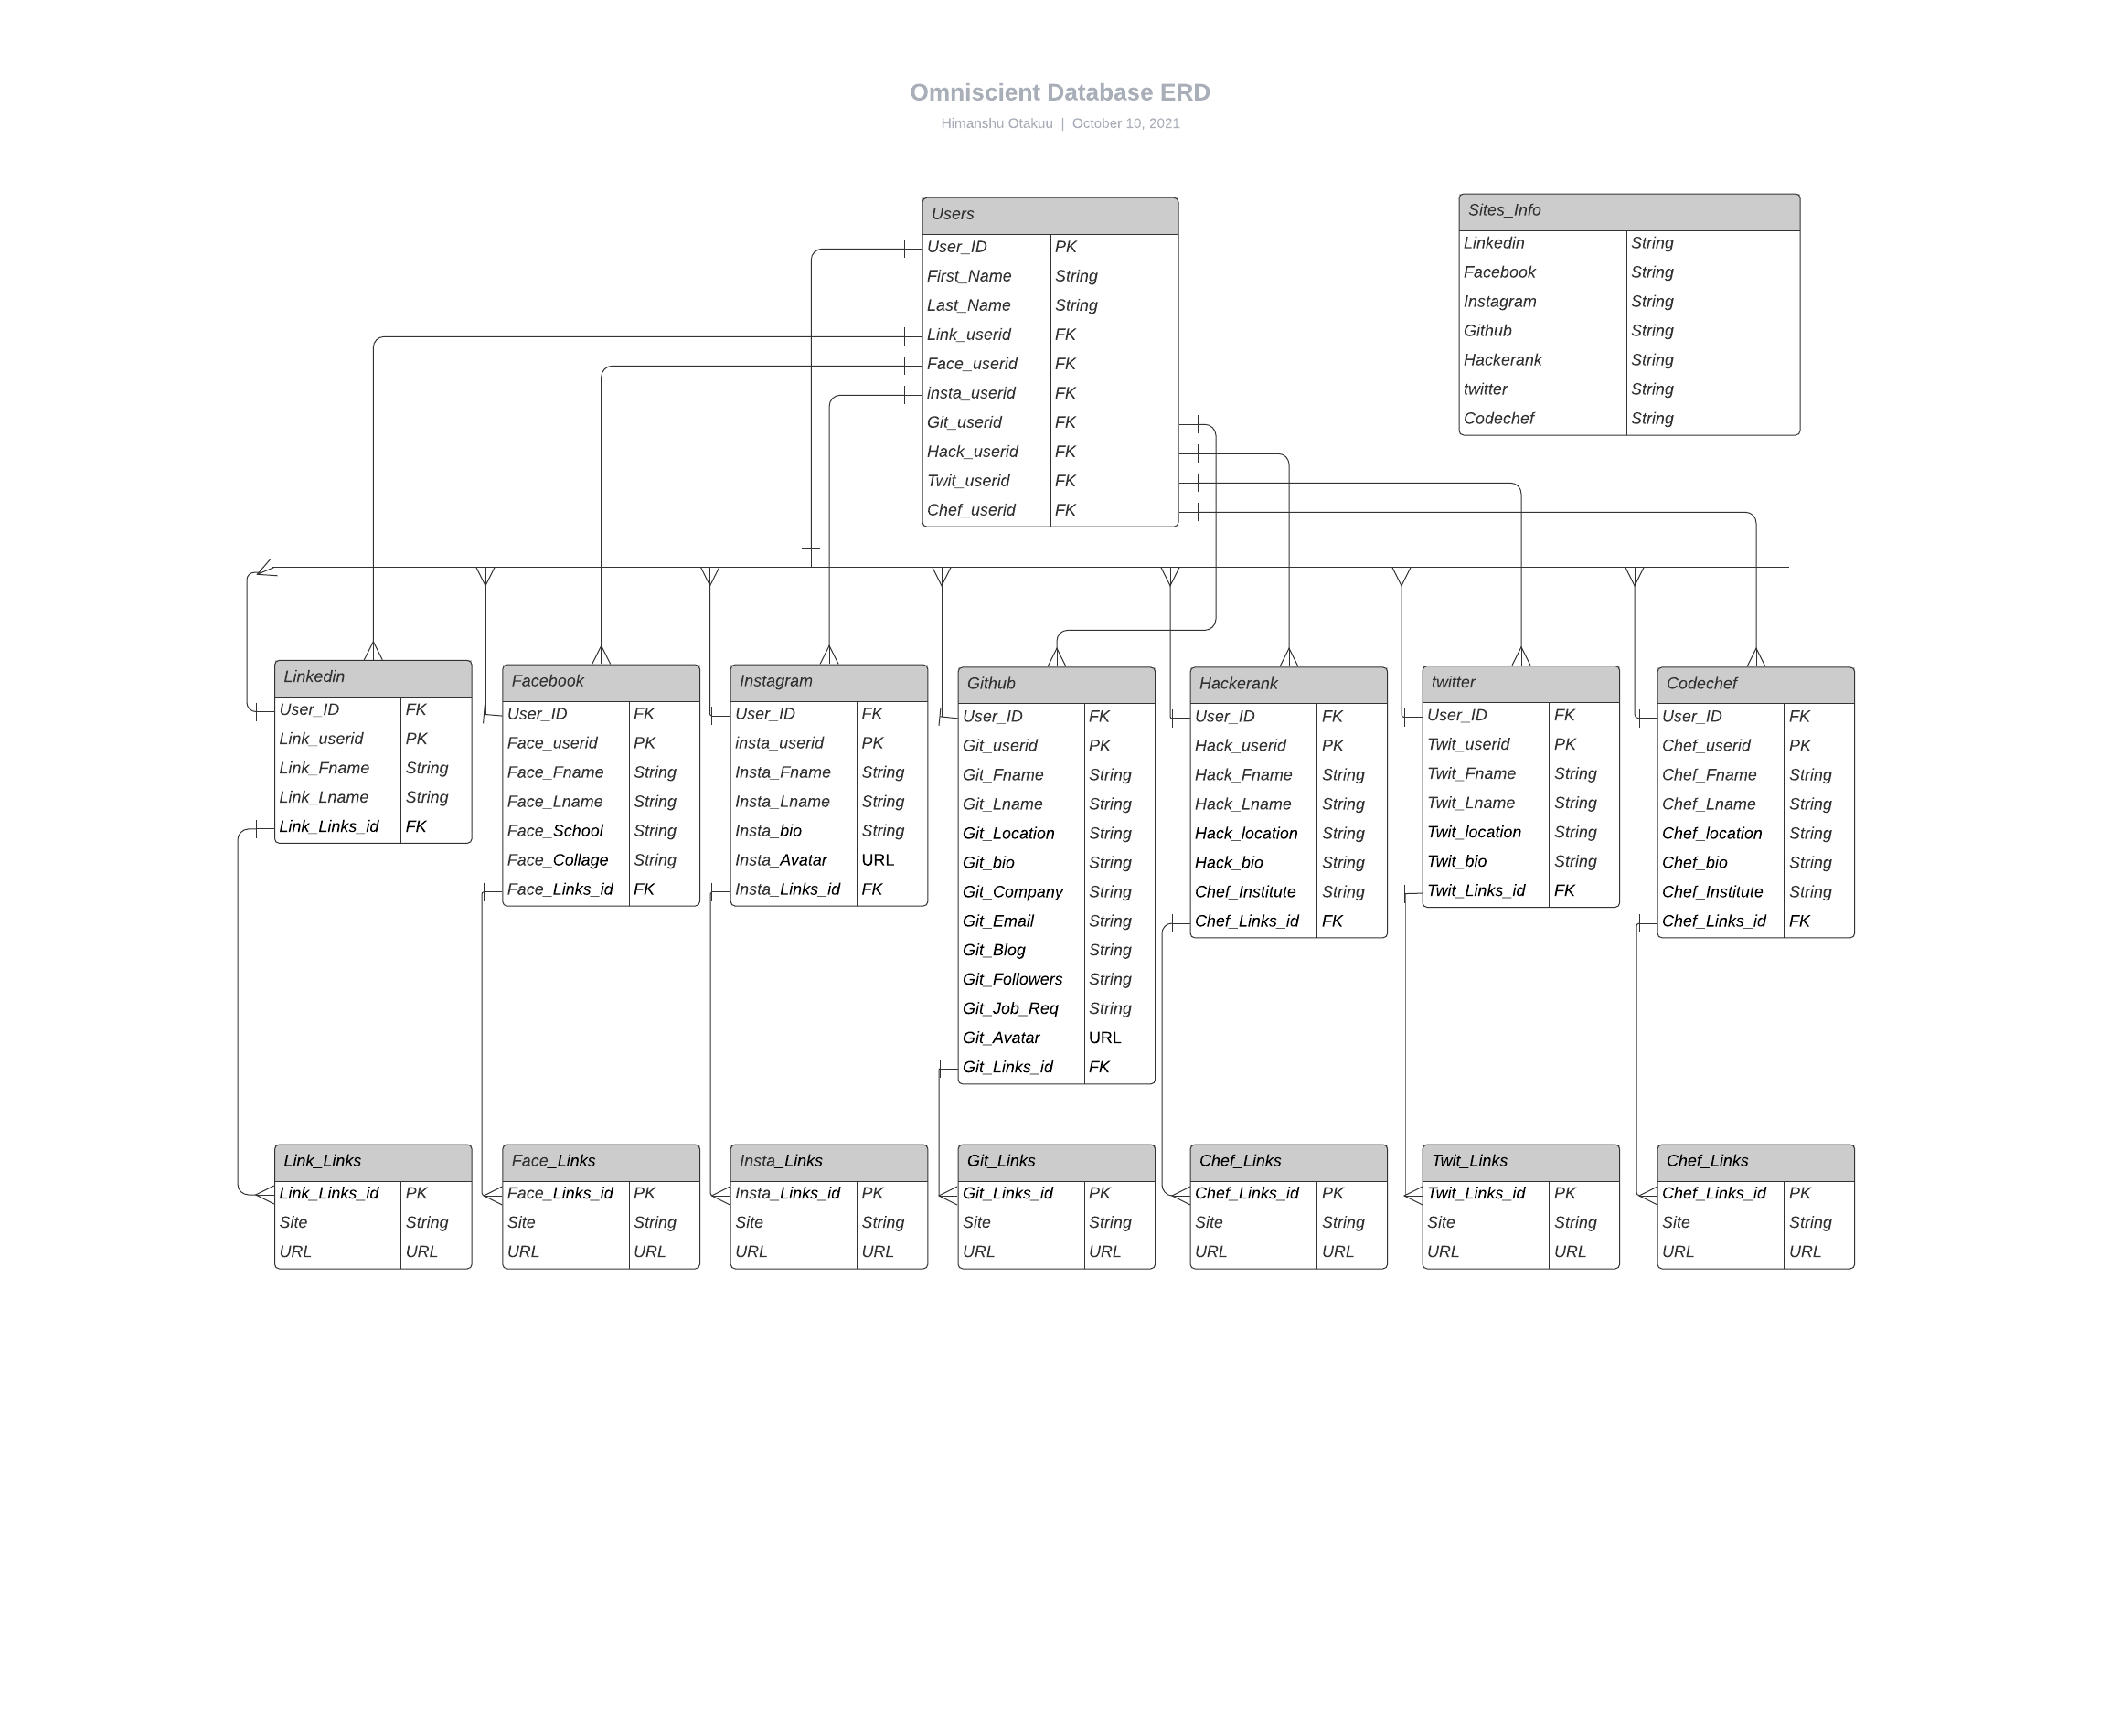 Omniscient Database ERD
Himanshu Otakuu | October 10, 2021
Users
User_ID PK
First_Name String
Last_Name String
Link_userid FK
Face_userid FK
insta_userid FK
Git_userid FK
Hack_userid FK
Twit_userid FK
Chef_userid FK
Sites_Info
Linkedin String
Facebook String
Instagram String
Github String
Hackerank String
twitter String
Codechef String
Linkedin
User_ID FK
Link_userid PK
Link_Fname String
Link_Lname String
Link_Links_id FK
Facebook
User_ID FK
Face_userid PK
Face_Fname String
Face_Lname String
Face_School String
Face_Collage String
Face_Links_id FK
Instagram
User_ID FK
insta_userid PK
Insta_Fname String
Insta_Lname String
Insta_bio String
Insta_Avatar URL
Insta_Links_id FK
Github
User_ID FK
Git_userid PK
Git_Fname String
Git_Lname String
Git_Location String
Git_bio String
Git_Company String
Git_Email String
Git_Blog String
Git_Followers String
Git_Job_Req String
Git_Avatar URL
Git_Links_id FK
Hackerank
User_ID FK
Hack_userid PK
Hack_Fname String
Hack_Lname String
Hack_location String
Hack_bio String
Chef_Institute String
Chef_Links_id FK
twitter
User_ID FK
Twit_userid PK
Twit_Fname String
Twit_Lname String
Twit_location String
Twit_bio String
Twit_Links_id FK
Codechef
User_ID FK
Chef_userid PK
Chef_Fname String
Chef_Lname String
Chef_location String
Chef_bio String
Chef_Institute String
Chef_Links_id FK
Link_Links
Link_Links_id PK
Site String
URL URL
Face_Links
Face_Links_id PK
Site String
URL URL
Insta_Links
Insta_Links_id PK
Site String
URL URL
Git_Links
Git_Links_id PK
Site String
URL URL
Chef_Links
Chef_Links_id PK
Site String
URL URL
Twit_Links
Twit_Links_id PK
Site String
URL URL
Chef_Links
Chef_Links_id PK
Site String
URL URL